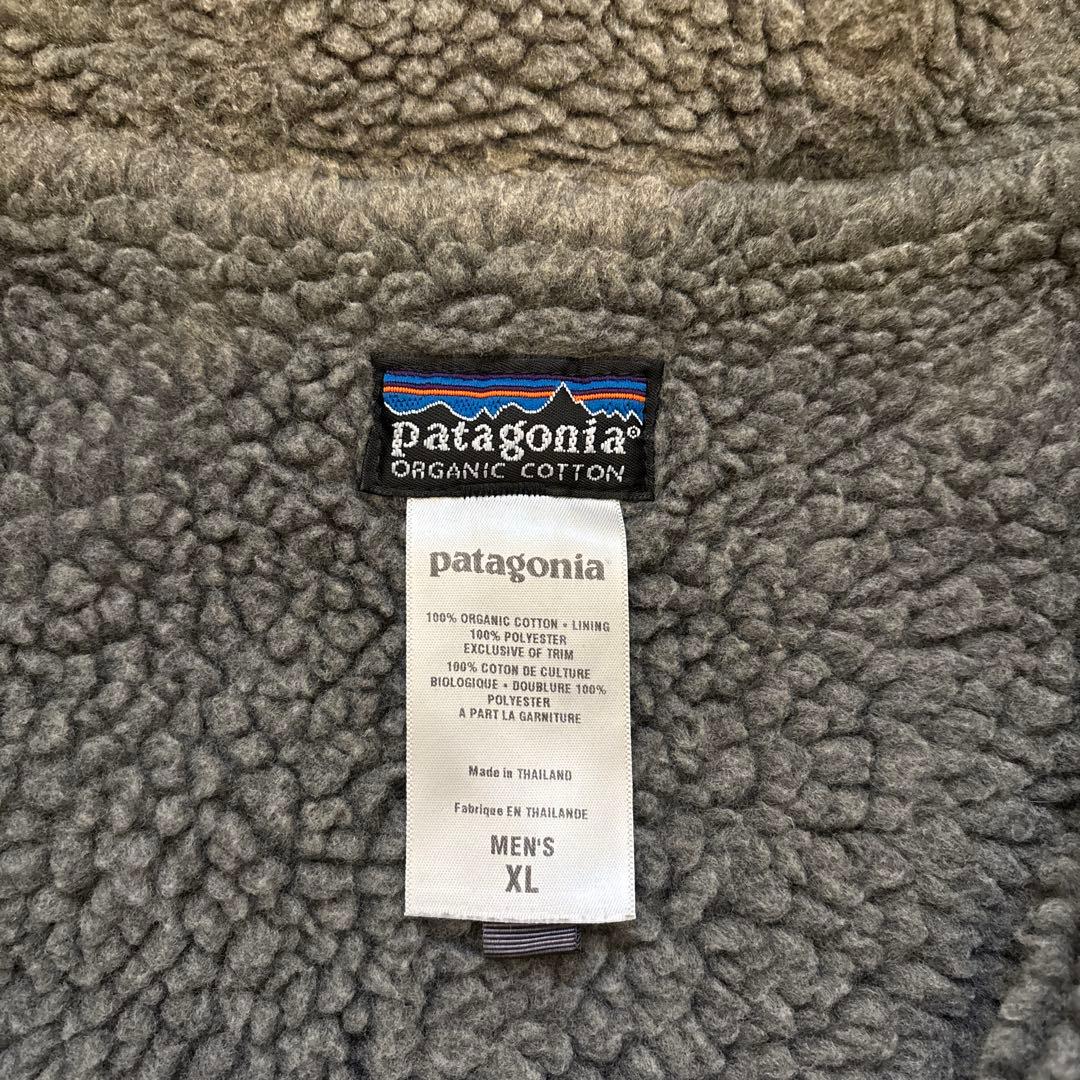 patagonia®
ORGANIC COTTON
patagonia®
100% ORGANIC COTTON • LINING
100% POLYESTER
EXCLUSIVE OF TRIM
100% COTON DE CULTURE
BIOLOGIQUE • DOUBLURE 100%
POLYESTER
A PART LA GARNITURE
Made in THAILAND
Fabrique EN THAILANDE
MEN'S
XL